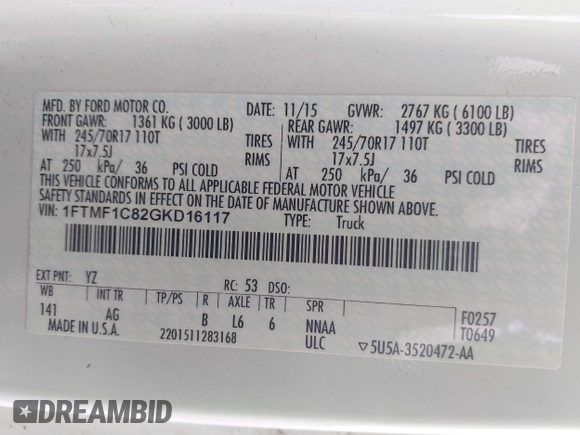 MFD. BY FORD MOTOR CO.
DATE: 11/15 GVWR: 2767 KG ( 6100 LB)
FRONT GAWR: 1361 KG ( 3000 LB) REAR GAWR: 1497 KG ( 3300 LB)
WITH 245/70R17 110T TIRES WITH 245/70R17 110T TIRES
17x7.5J RIMS 17x7.5J RIMS
AT 250 kPa/ 36 PSI COLD AT 250 kPa/ 36 PSI COLD
THIS VEHICLE CONFORMS TO ALL APPLICABLE FEDERAL MOTOR VEHICLE
SAFETY STANDARDS IN EFFECT ON THE DATE OF MANUFACTURE SHOWN ABOVE.
VIN: 1FTMF1C82GKD16117 TYPE: Truck
EXT PNT: YZ RC: 53 DSO:
WB INT TR TP/PS R AXLE TR SPR
141 AG B L6 6 NNAA F0257
MADE IN U.S.A. 2201511283168 ULC T0649
▽5U5A-3520472-AA
DREAMBID